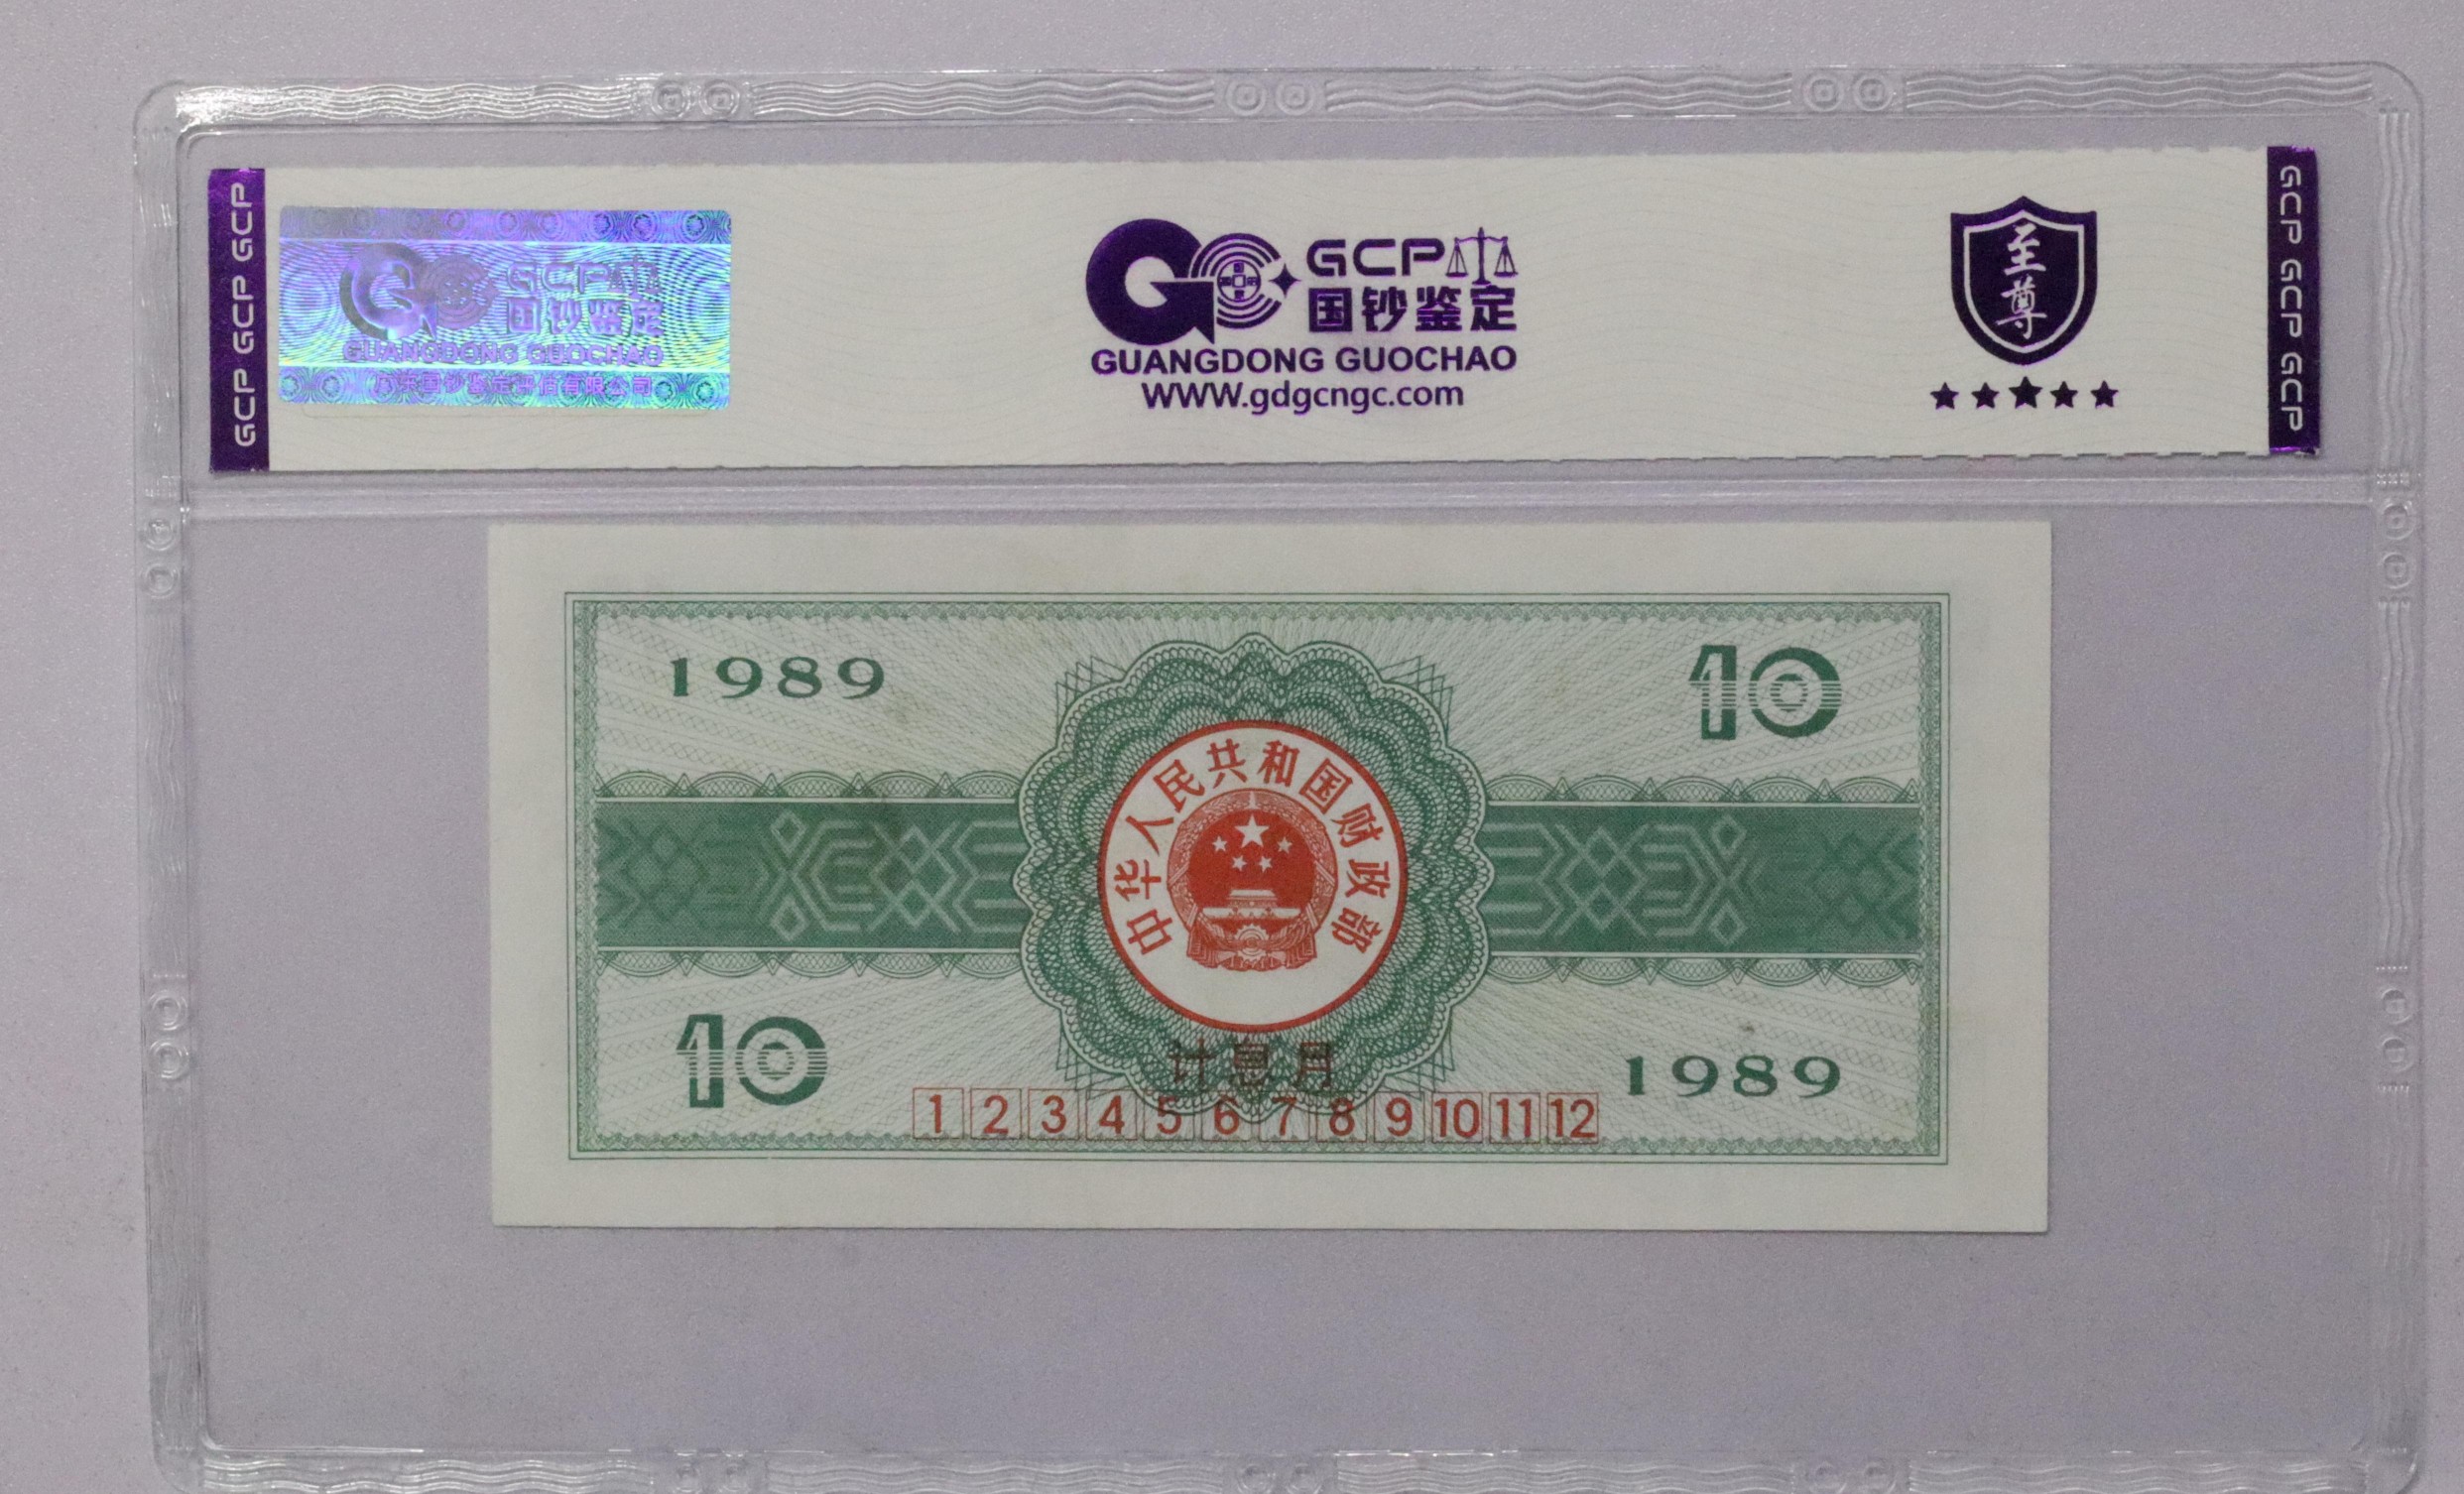 GCP GCP GCP
GCP国钞鉴定
GUANGDONG GUOCHAO
广东国钞鉴定评估有限公司
GCP
国钞鉴定
GUANGDONG GUOCHAO
WWW.gdgcngc.com
至尊
GCP GCP GCP
1989
10
中华人民共和国财政部
10
计息月
1989
1 2 3 4 5 6 7 8 9 10 11 12